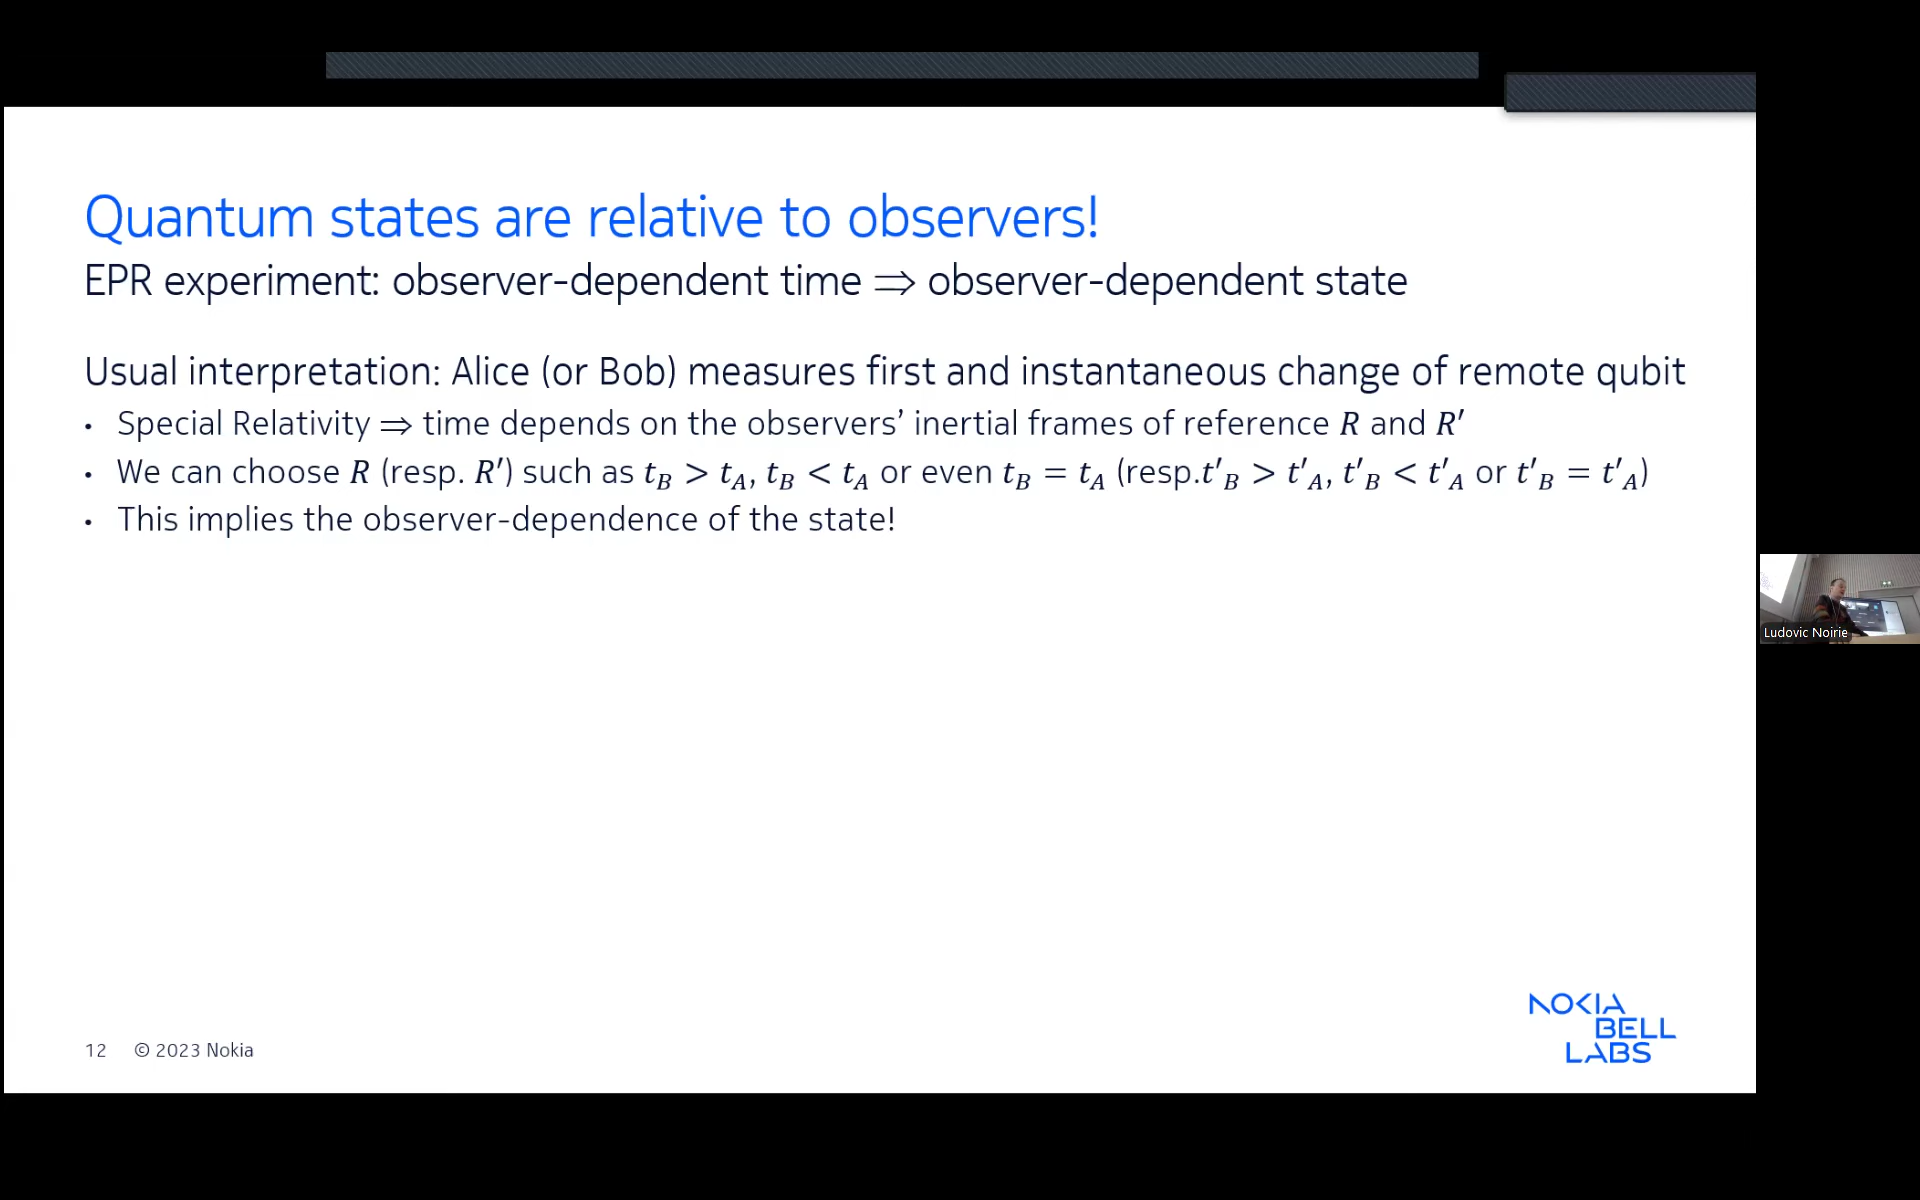 Quantum states are relative to observers!
EPR experiment: observer-dependent time ⟹ observer-dependent state
Usual interpretation: Alice (or Bob) measures first and instantaneous change of remote qubit
• Special Relativity ⟹ time depends on the observers’ inertial frames of reference R and R′
• We can choose R (resp. R′) such as t_B > t_A, t_B < t_A or even t_B = t_A (resp.t′_B > t′_A, t′_B < t′_A or t′_B = t′_A)
• This implies the observer-dependence of the state!
Ludovic Noirie
NOKIA
BELL
LABS
12 © 2023 Nokia